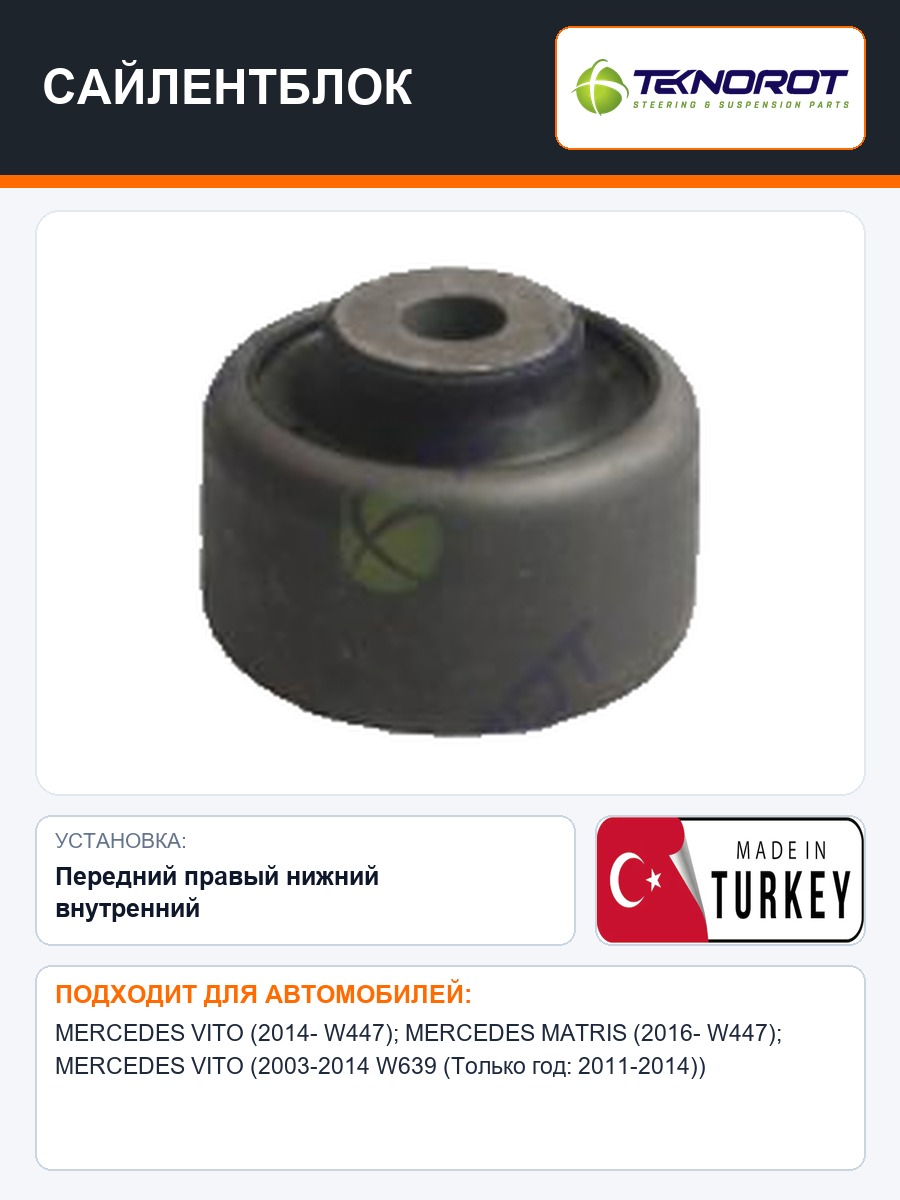 САЙЛЕНТБЛОК
TEKNOROT
STEERING & SUSPENSION PARTS
УСТАНОВКА:
Передний правый нижний
внутренний
MADE IN
TURKEY
ПОДХОДИТ ДЛЯ АВТОМОБИЛЕЙ:
MERCEDES VITO (2014- W447); MERCEDES MATRIS (2016- W447);
MERCEDES VITO (2003-2014 W639 (Только год: 2011-2014))